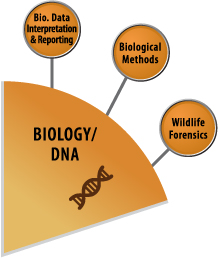 Bio. Data
Interpretation
& Reporting
Biological
Methods
Wildlife
Forensics
BIOLOGY/
DNA